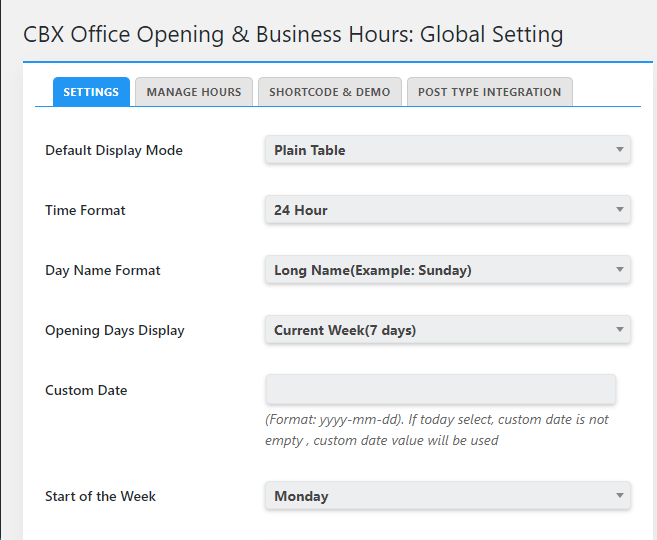 CBX Office Opening & Business Hours: Global Setting
SETTINGS
MANAGE HOURS
SHORTCODE & DEMO
POST TYPE INTEGRATION
Default Display Mode
Plain Table
Time Format
24 Hour
Day Name Format
Long Name(Example: Sunday)
Opening Days Display
Current Week(7 days)
Custom Date
(Format: yyyy-mm-dd). If today select, custom date is not
empty , custom date value will be used
Start of the Week
Monday